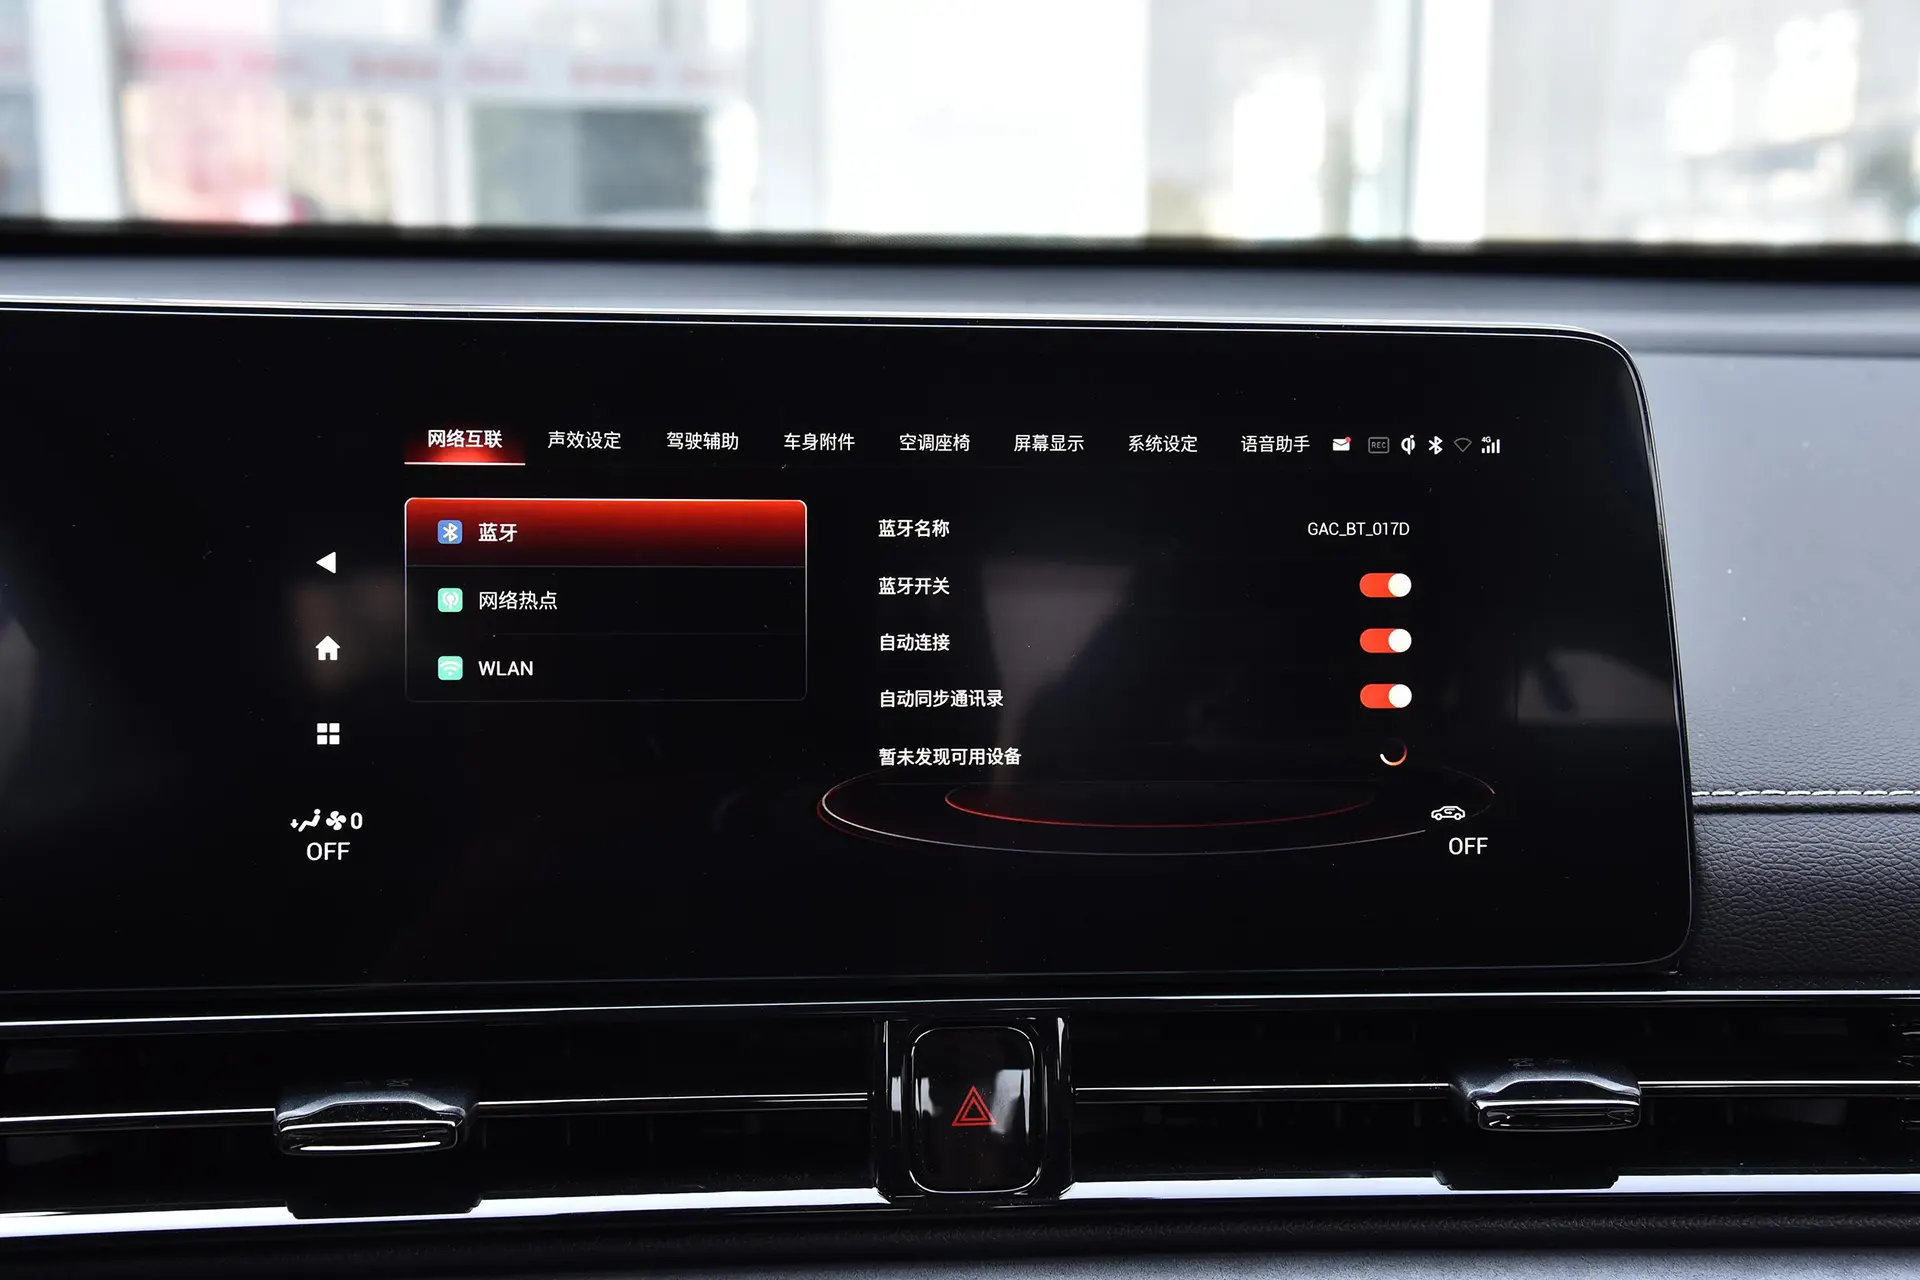 网络互联 声效设定 驾驶辅助 车身附件 空调座椅 屏幕显示 系统设定 语音助手 REC 4G
蓝牙
网络热点
WLAN
蓝牙名称 GAC_BT_017D
蓝牙开关
自动连接
自动同步通讯录
暂未发现可用设备
0
OFF
OFF